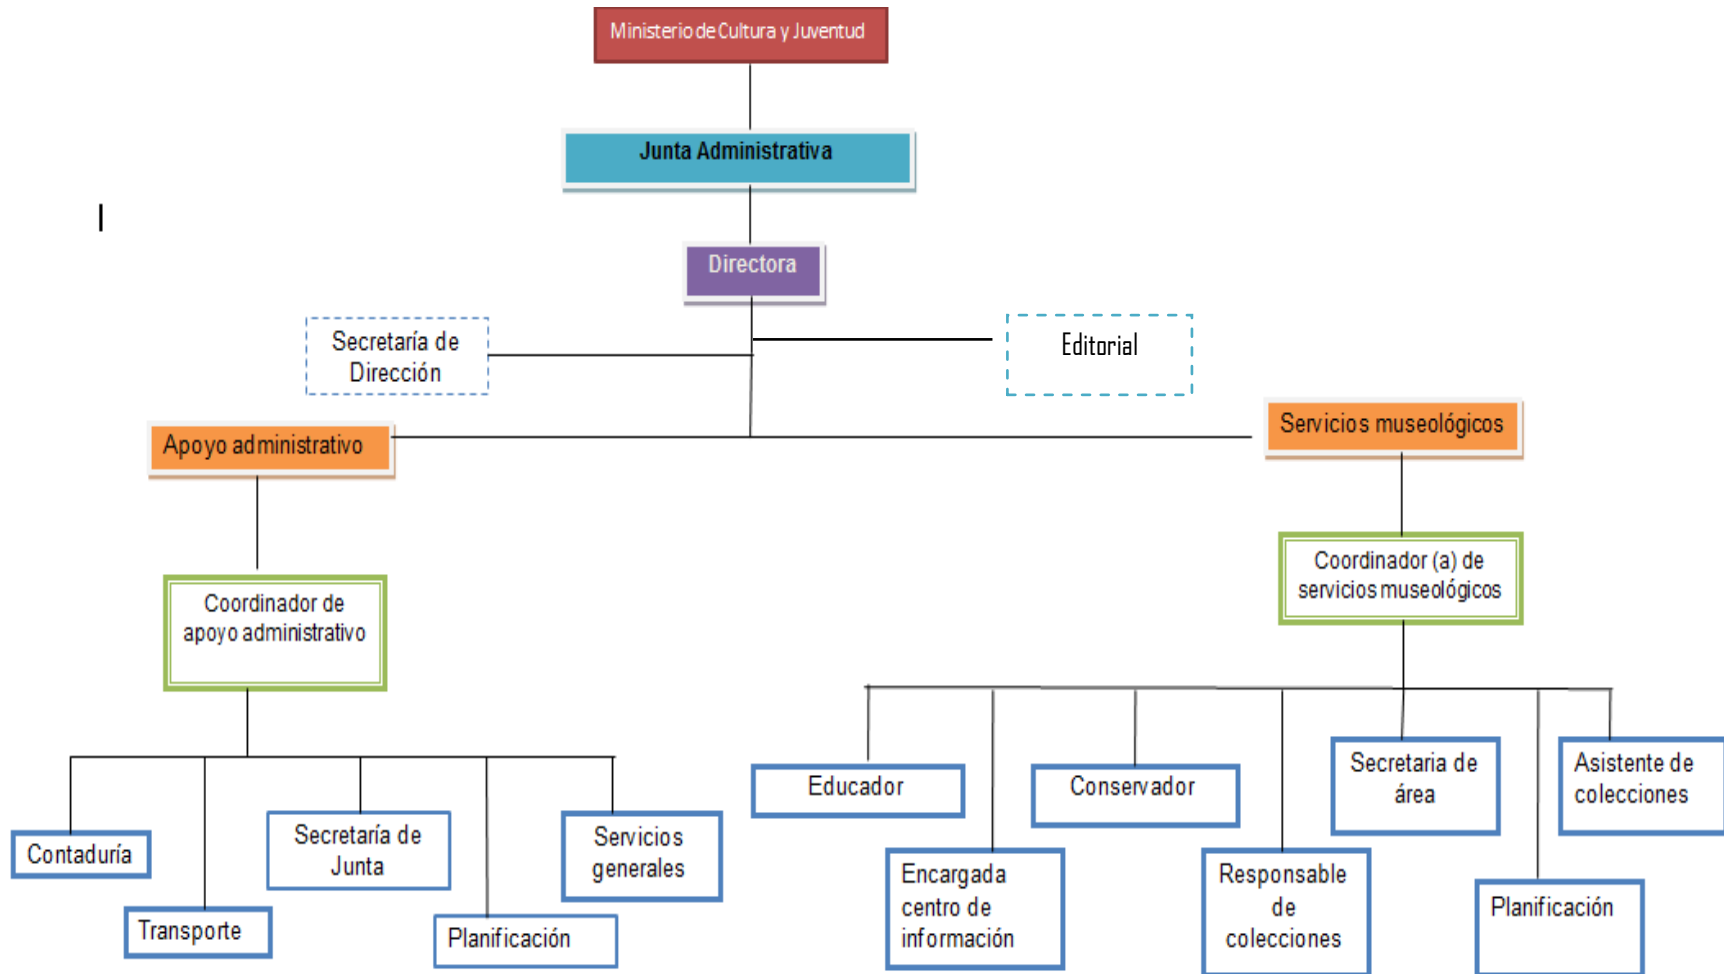 Ministerio de Cultura y Juventud
Junta Administrativa
Directora
Secretaría de
Dirección
Editorial
Apoyo administrativo
Servicios museológicos
Coordinador de
apoyo administrativo
Coordinador (a) de
servicios museológicos
Contaduría
Transporte
Secretaría de
Junta
Planificación
Servicios
generales
Educador
Encargada
centro de
información
Conservador
Responsable
de
colecciones
Secretaria de
área
Planificación
Asistente de
colecciones